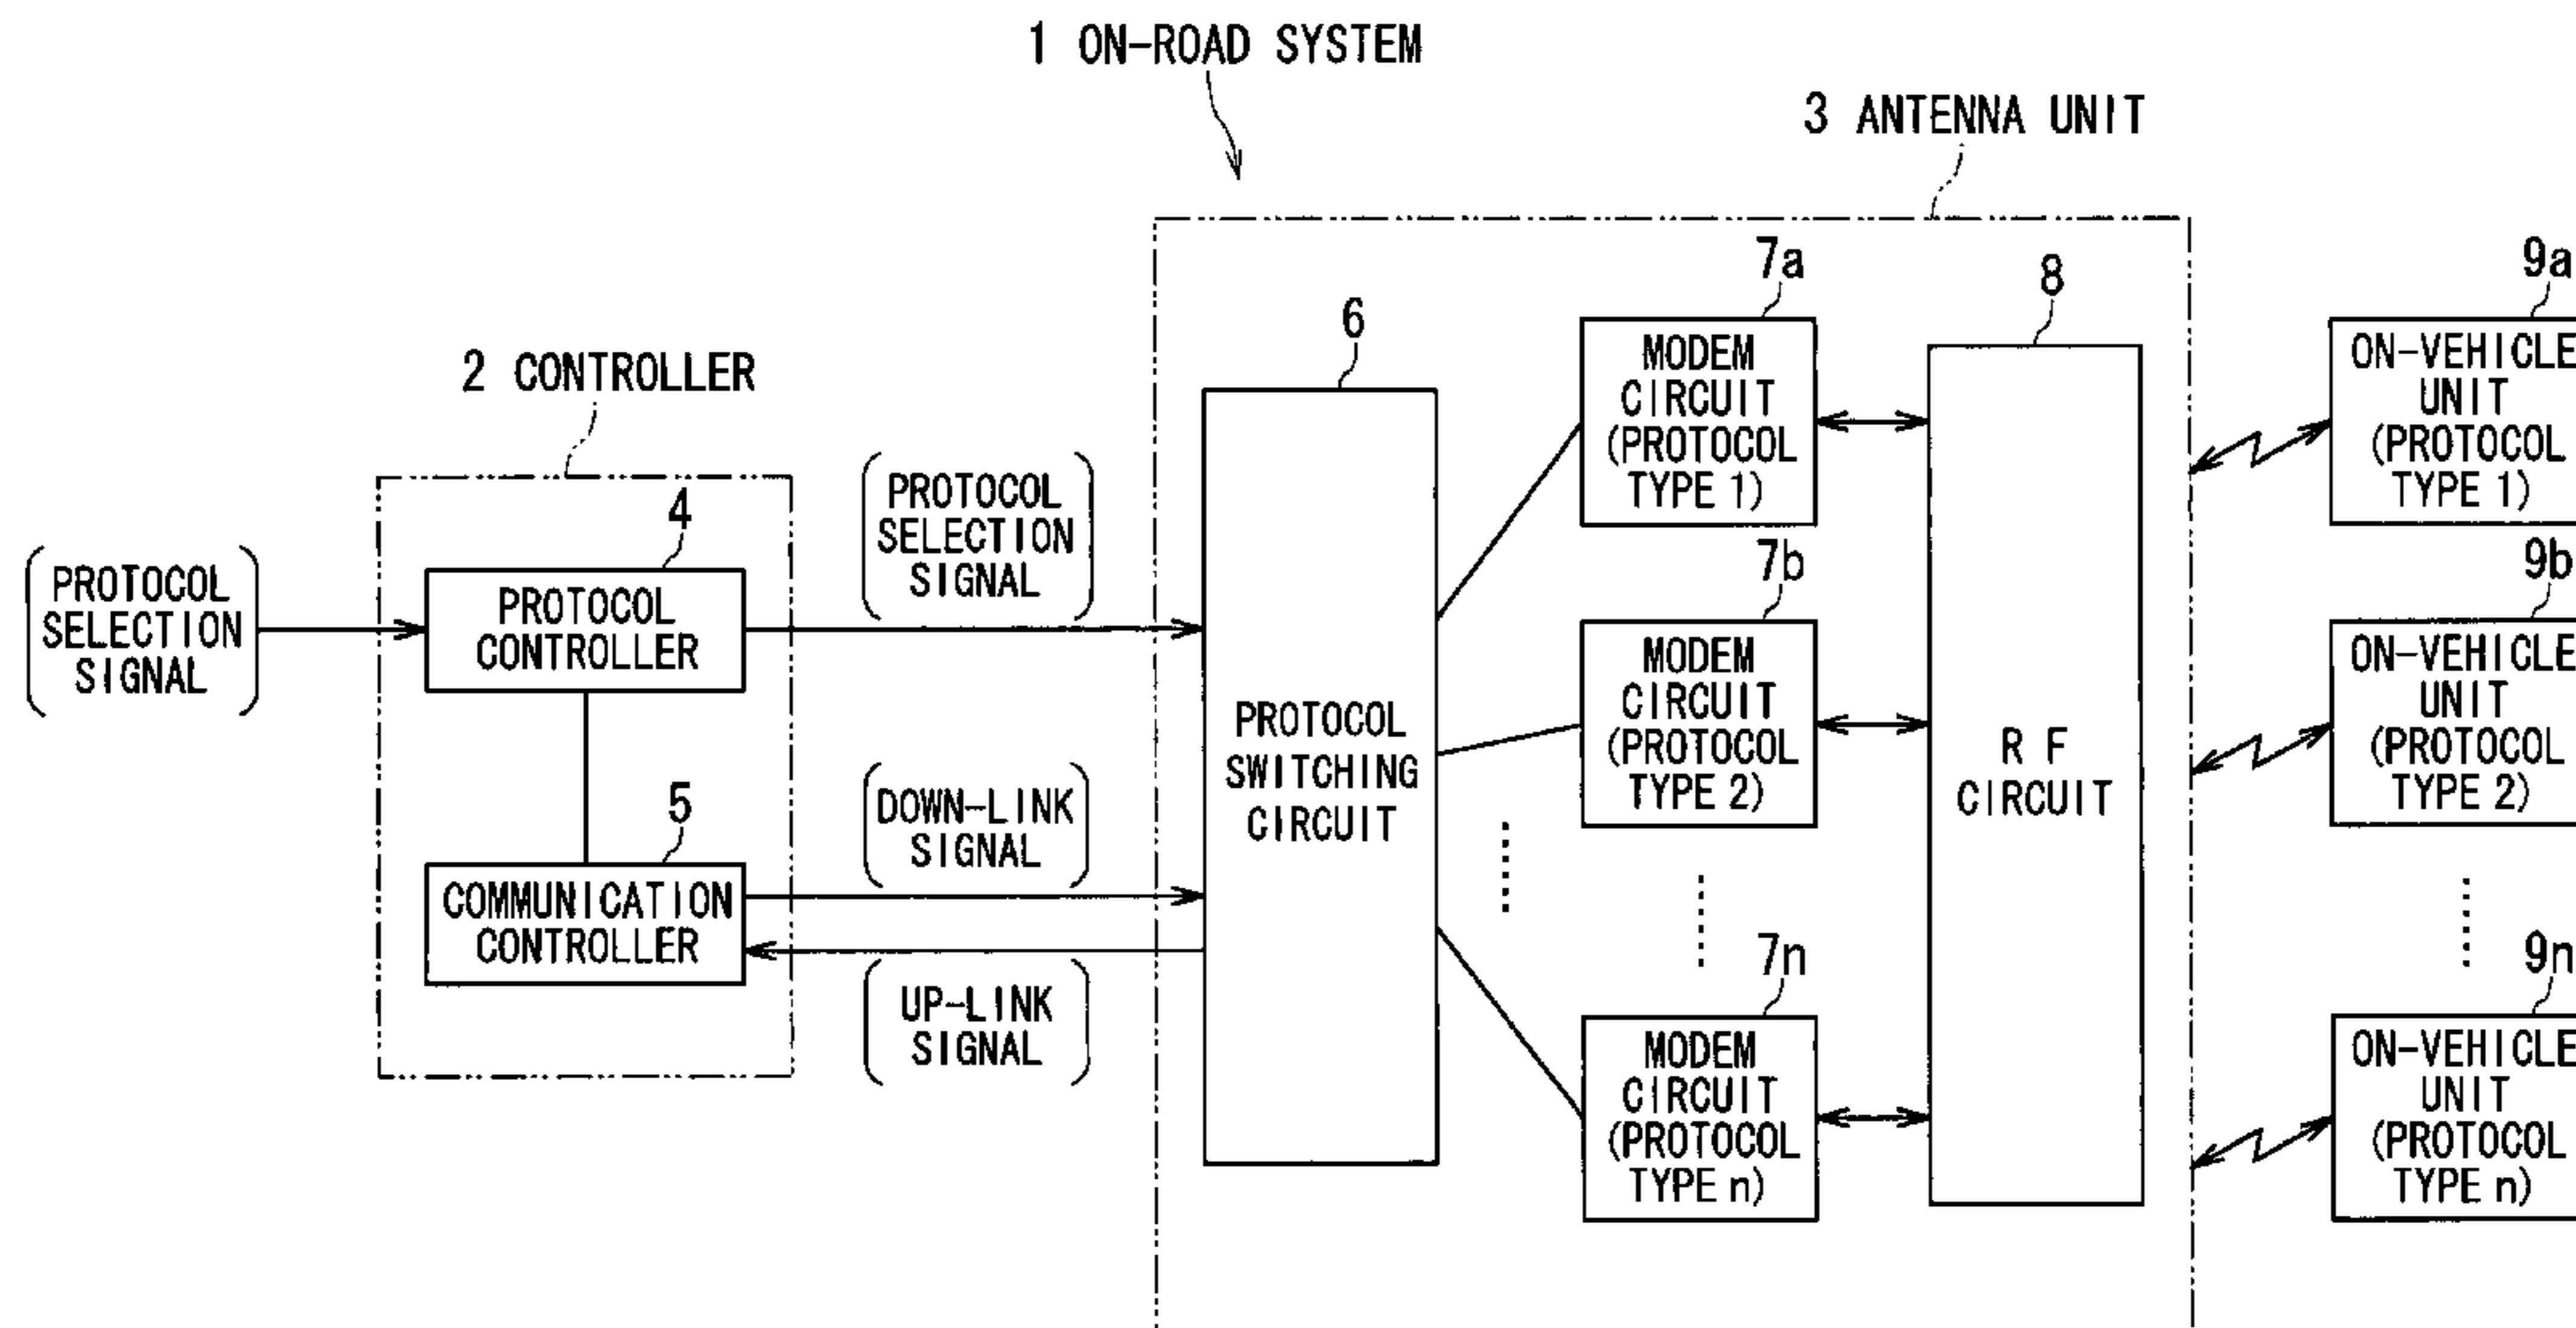 1 ON-ROAD SYSTEM
3 ANTENNA UNIT
2 CONTROLLER
PROTOCOL
SELECTION
SIGNAL
4
PROTOCOL
CONTROLLER
5
COMMUNICATION
CONTROLLER
PROTOCOL
SELECTION
SIGNAL
DOWN-LINK
SIGNAL
UP-LINK
SIGNAL
6
PROTOCOL
SWITCHING
CIRCUIT
7a
MODEM
CIRCUIT
(PROTOCOL
TYPE 1)
7b
MODEM
CIRCUIT
(PROTOCOL
TYPE 2)
7n
MODEM
CIRCUIT
(PROTOCOL
TYPE n)
8
R F
CIRCUIT
9a
ON-VEHICLE
UNIT
(PROTOCOL
TYPE 1)
9b
ON-VEHICLE
UNIT
(PROTOCOL
TYPE 2)
9n
ON-VEHICLE
UNIT
(PROTOCOL
TYPE n)